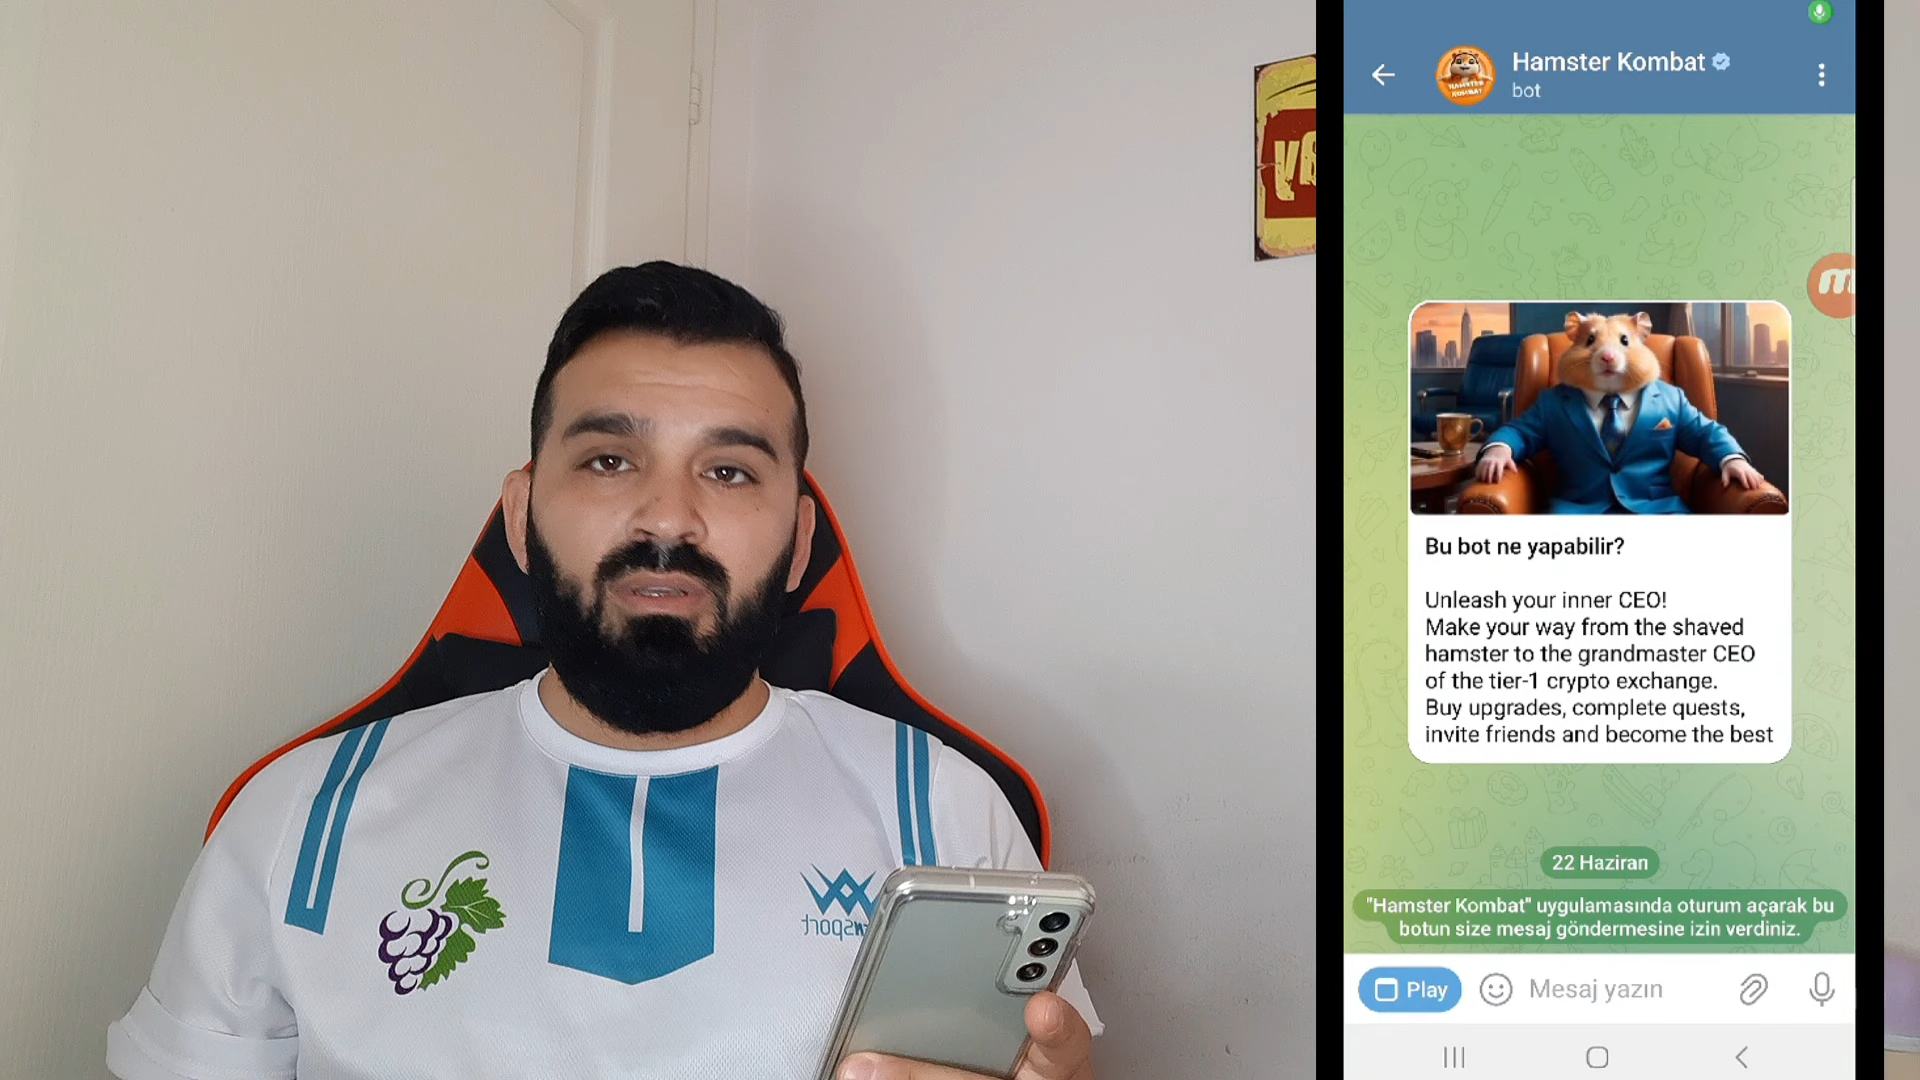 Hamster Kombat
bot
HAMSTER
KOMBAT
Bu bot ne yapabilir?
Unleash your inner CEO!
Make your way from the shaved
hamster to the grandmaster CEO
of the tier-1 crypto exchange.
Buy upgrades, complete quests,
invite friends and become the best
22 Haziran
"Hamster Kombat" uygulamasında oturum açarak bu
botun size mesaj göndermesine izin verdiniz.
Play
Mesaj yazın